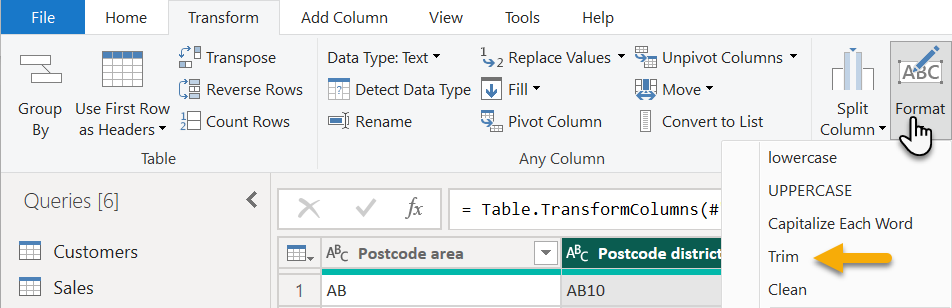 File Home Transform Add Column View Tools Help
Transpose Data Type: Text Replace Values Unpivot Columns
Group By Use First Row as Headers Reverse Rows Detect Data Type Fill Move Split Column Format
Count Rows Rename Pivot Column Convert to List
Table Any Column
lowercase
UPPERCASE
Capitalize Each Word
Trim
Clean
Queries [6] fx = Table.TransformColumns(#
Customers ABC Postcode area ABC Postcode district
Sales 1 AB AB10